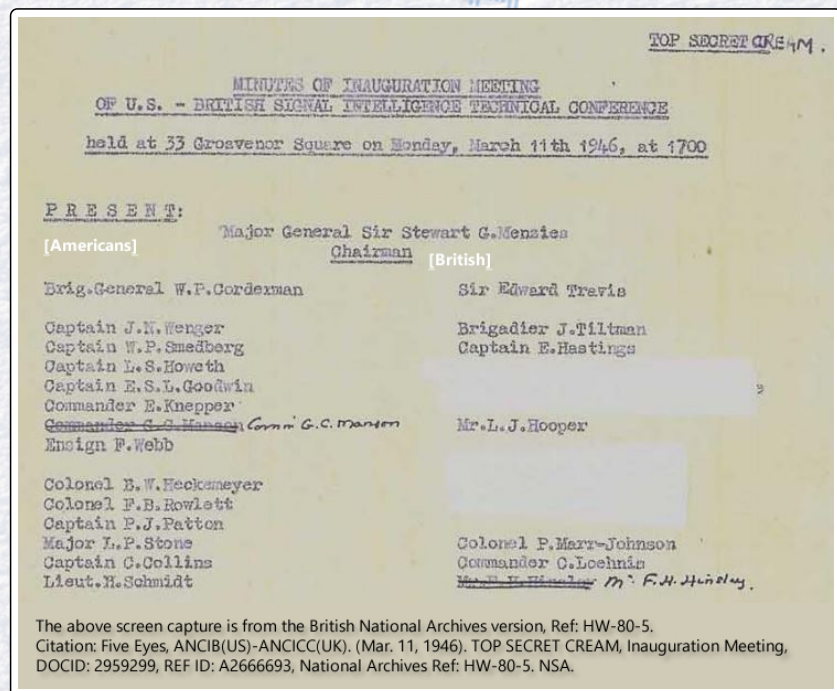 TOP SECRET CREAM.
MINUTES OF INAUGURATION MEETING
OF U.S. - BRITISH SIGNAL INTELLIGENCE TECHNICAL CONFERENCE
held at 33 Grosvenor Square on Monday, March 11th 1946, at 1700
P R E S E N T:
Major General Sir Stewart G.Menzies
[Americans]
Chairman
[British]
Brig.General W.P.Corderman
Sir Edward Travis
Captain J.N.Wenger
Brigadier J.Tiltman
Captain W.P.Smedberg
Captain E.Hastings
Captain L.S.Howeth
Captain E.S.L.Goodwin
Commander E.Knepper
Commander G.C.Manson Comm. G.C. Manson
Mr.L.J.Hooper
Ensign F.Webb
Colonel B.W.Heckemeyer
Colonel F.B.Rowlett
Captain P.J.Patton
Major L.P.Stone
Colonel P.Marr-Johnson
Captain C.Collins
Commander C.Loehnis
Lieut.H.Schmidt
Mr.F.H.Hinsley Mr. F.H. Hinsley.
The above screen capture is from the British National Archives version, Ref: HW-80-5.
Citation: Five Eyes, ANCIB(US)-ANCICC(UK). (Mar. 11, 1946). TOP SECRET CREAM, Inauguration Meeting,
DOCID: 2959299, REF ID: A2666693, National Archives Ref: HW-80-5. NSA.